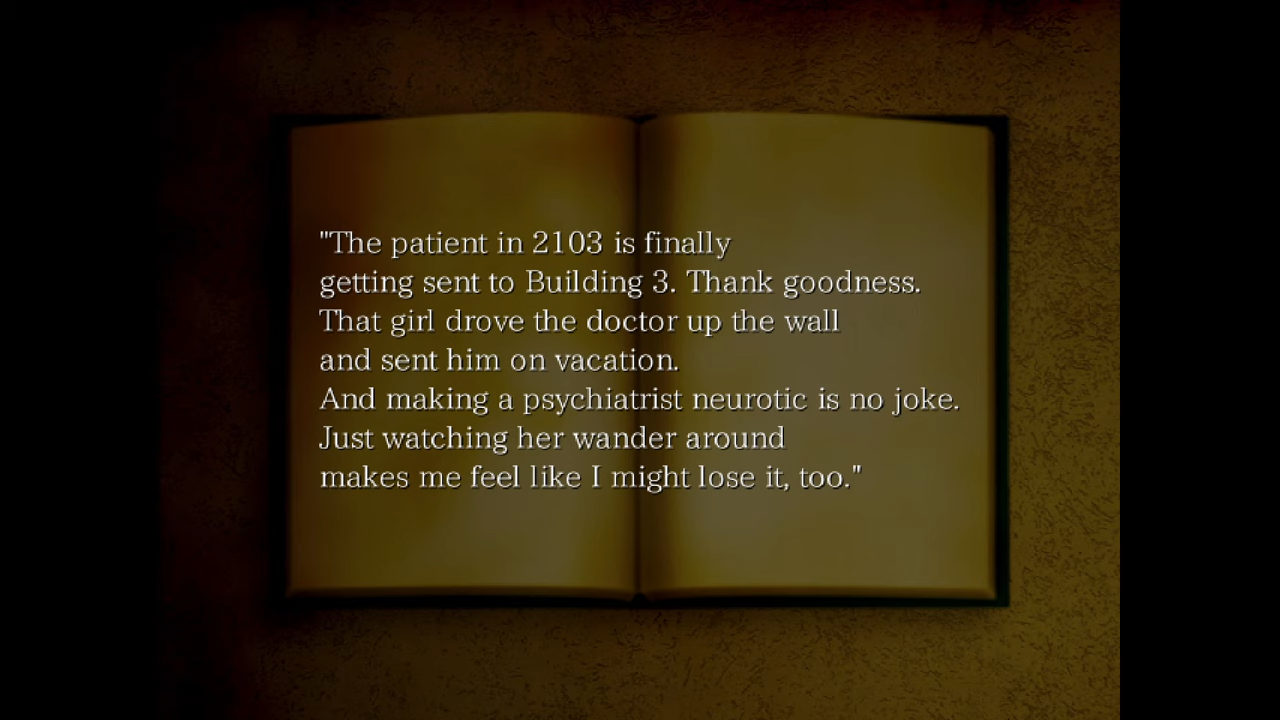 "The patient in 2103 is finally
getting sent to Building 3. Thank goodness.
That girl drove the doctor up the wall
and sent him on vacation.
And making a psychiatrist neurotic is no joke.
Just watching her wander around
makes me feel like I might lose it, too."